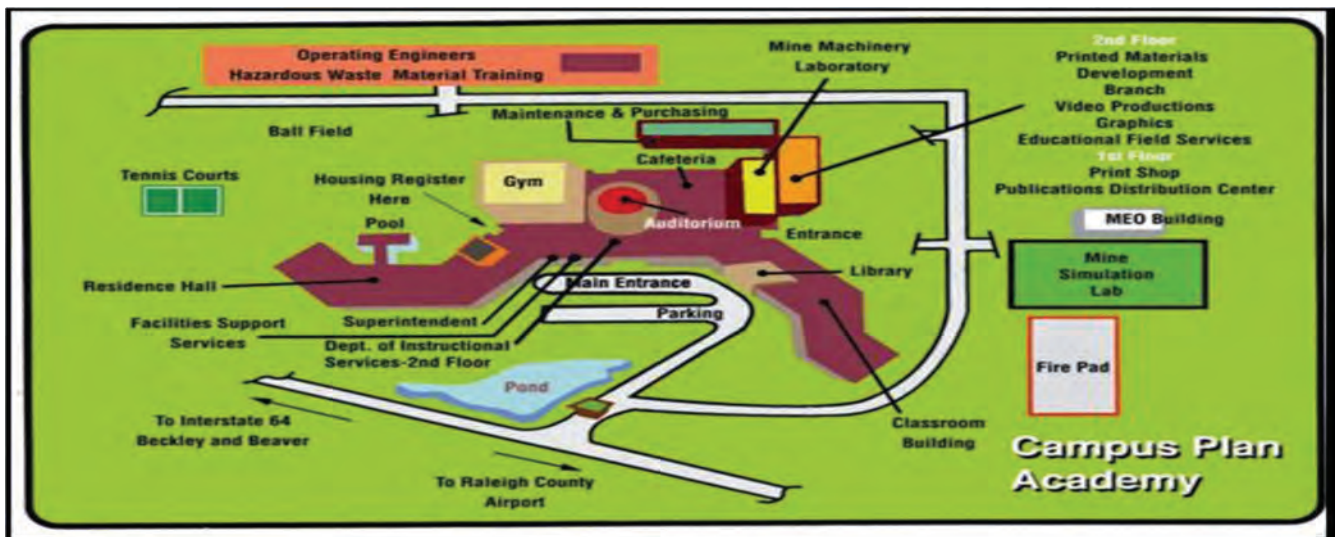 Operating Engineers
Hazardous Waste Material Training
Mine Machinery
Laboratory
2nd Floor
Printed Materials
Development
Branch
Video Productions
Graphics
Educational Field Services
1st Floor
Print Shop
Publications Distribution Center
Ball Field
Maintenance & Purchasing
Cafeteria
Tennis Courts
Housing Register
Here
Gym
Auditorium
MEO Building
Pool
Entrance
Mine
Simulation
Lab
Library
Residence Hall
Main Entrance
Parking
Facilities Support
Services
Superintendent
Dept. of Instructional
Services-2nd Floor
Fire Pad
Pond
To Interstate 64
Beckley and Beaver
Classroom
Building
To Raleigh County
Airport
Campus Plan
Academy